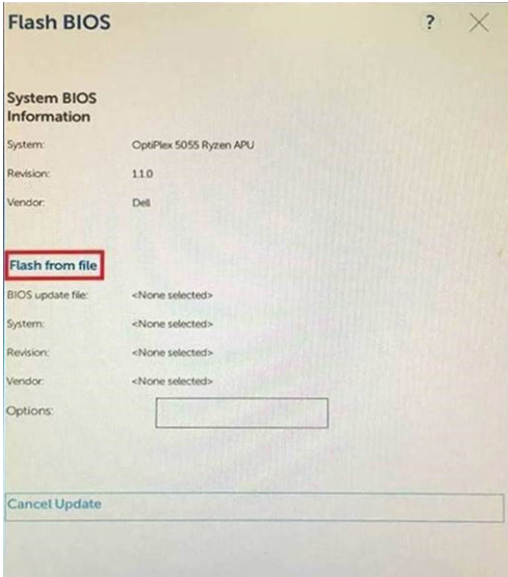 Flash BIOS ?
System BIOS
Information
System: OptiPlex 5055 Ryzen APU
Revision: 1.1.0
Vendor: Dell
Flash from file
BIOS update file: <None selected>
System: <None selected>
Revision: <None selected>
Vendor: <None selected>
Options:
Cancel Update